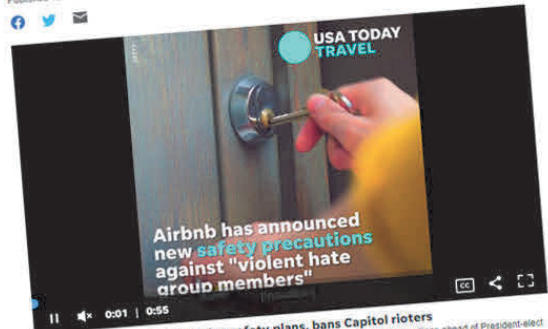 USA TODAY
TRAVEL
Airbnb has announced
new safety precautions
against "violent hate
group members"
CC
0:01 | 0:55
safety plans, bans Capitol rioters
ahead of President-elect